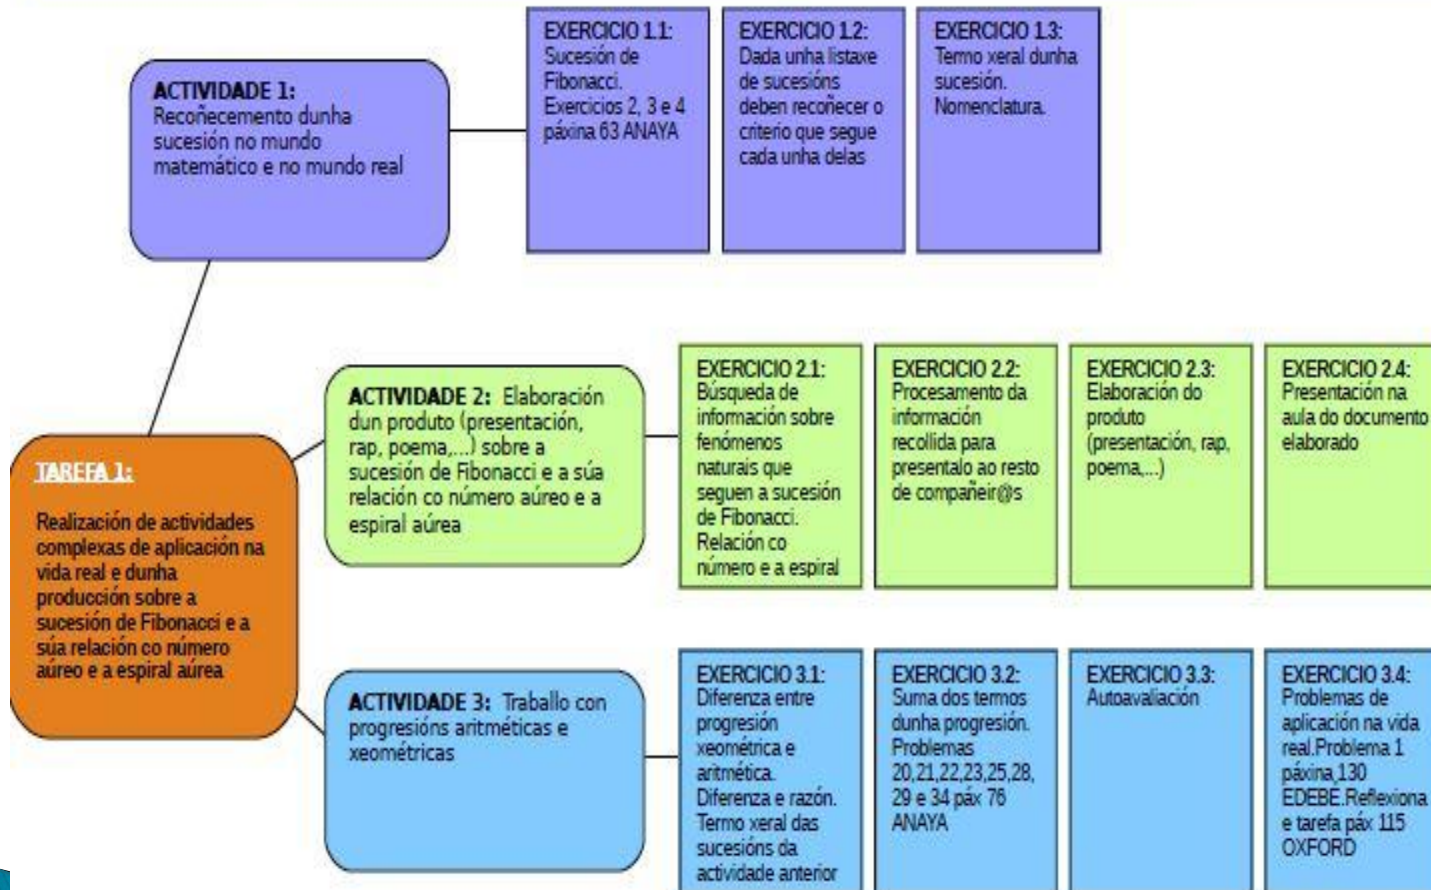 EXERCICIO 1.1:
Sucesión de
Fibonacci.
Exercicios 2, 3 e 4
páxina 63 ANAYA
EXERCICIO 1.2:
Dada unha listaxe
de sucesións
deben recoñecer o
criterio que segue
cada unha delas
EXERCICIO 1.3:
Termo xeral dunha
sucesión.
Nomenclatura.
ACTIVIDADE 1:
Recoñecemento dunha
sucesión no mundo
matemático e no mundo real
ACTIVIDADE 2: Elaboración
dun produto (presentación,
rap, poema,...) sobre a
sucesión de Fibonacci e a súa
relación co número aúreo e a
espiral aúrea
EXERCICIO 2.1:
Búsqueda de
información sobre
fenómenos
naturais que
seguen a sucesión
de Fibonacci.
Relación co
número e a espiral
EXERCICIO 2.2:
Procesamento da
información
recollida para
presentalo ao resto
de compañeir@s
EXERCICIO 2.3:
Elaboración do
produto
(presentación, rap,
poema,...)
EXERCICIO 2.4:
Presentación na
aula do documento
elaborado
TAREFA 1:
Realización de actividades
complexas de aplicación na
vida real e dunha
producción sobre a
sucesión de Fibonacci e a
súa relación co número
aúreo e a espiral aúrea
ACTIVIDADE 3: Traballo con
progresións aritméticas e
xeométricas
EXERCICIO 3.1:
Diferenza entre
progresión
xeométrica e
aritmética.
Diferenza e razón.
Termo xeral das
sucesións da
actividade anterior
EXERCICIO 3.2:
Suma dos termos
dunha progresión.
Problemas
20,21,22,23,25,28,
29 e 34 páx 76
ANAYA
EXERCICIO 3.3:
Autoavaliación
EXERCICIO 3.4:
Problemas de
aplicación na vida
real.Problema 1
páxina,130
EDEBÉ.Reflexiona
e tarefa páx 115
OXFORD